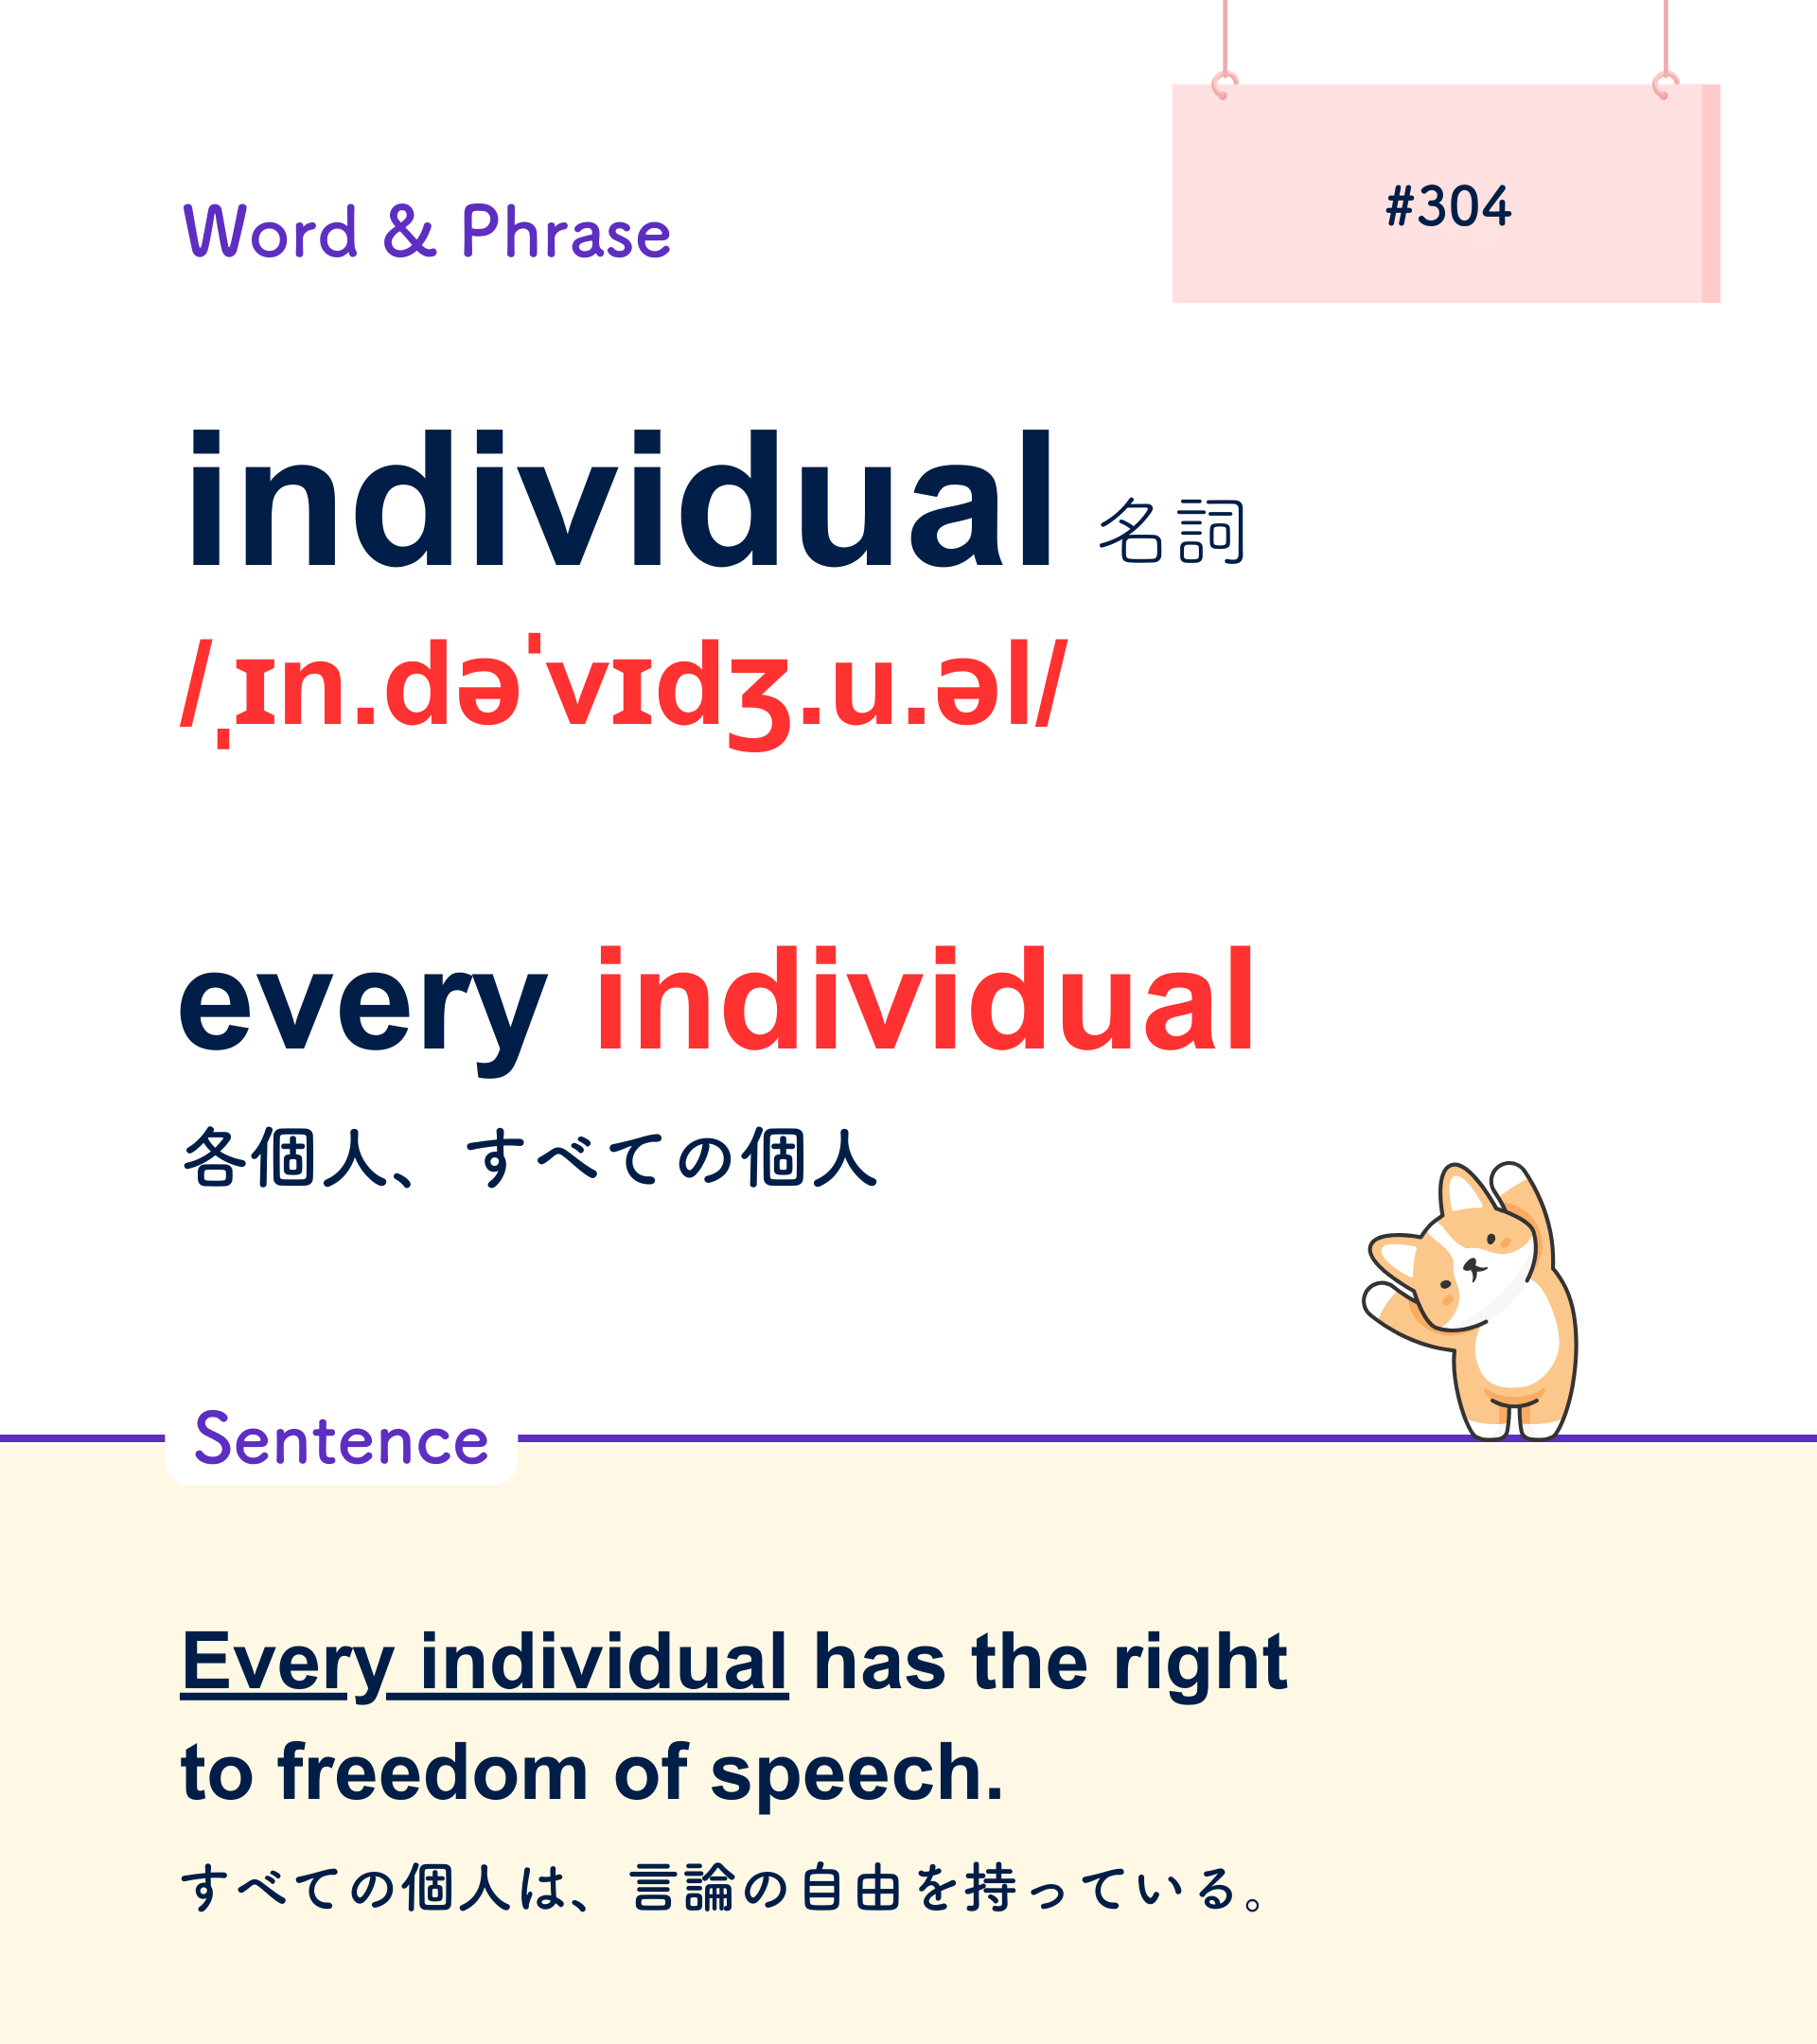 Word & Phrase
#304
individual 名詞
/ˌɪn.dəˈvɪdʒ.u.əl/
every individual
各個人、すべての個人
Sentence
Every individual has the right
to freedom of speech.
すべての個人は、言論の自由を持っている。